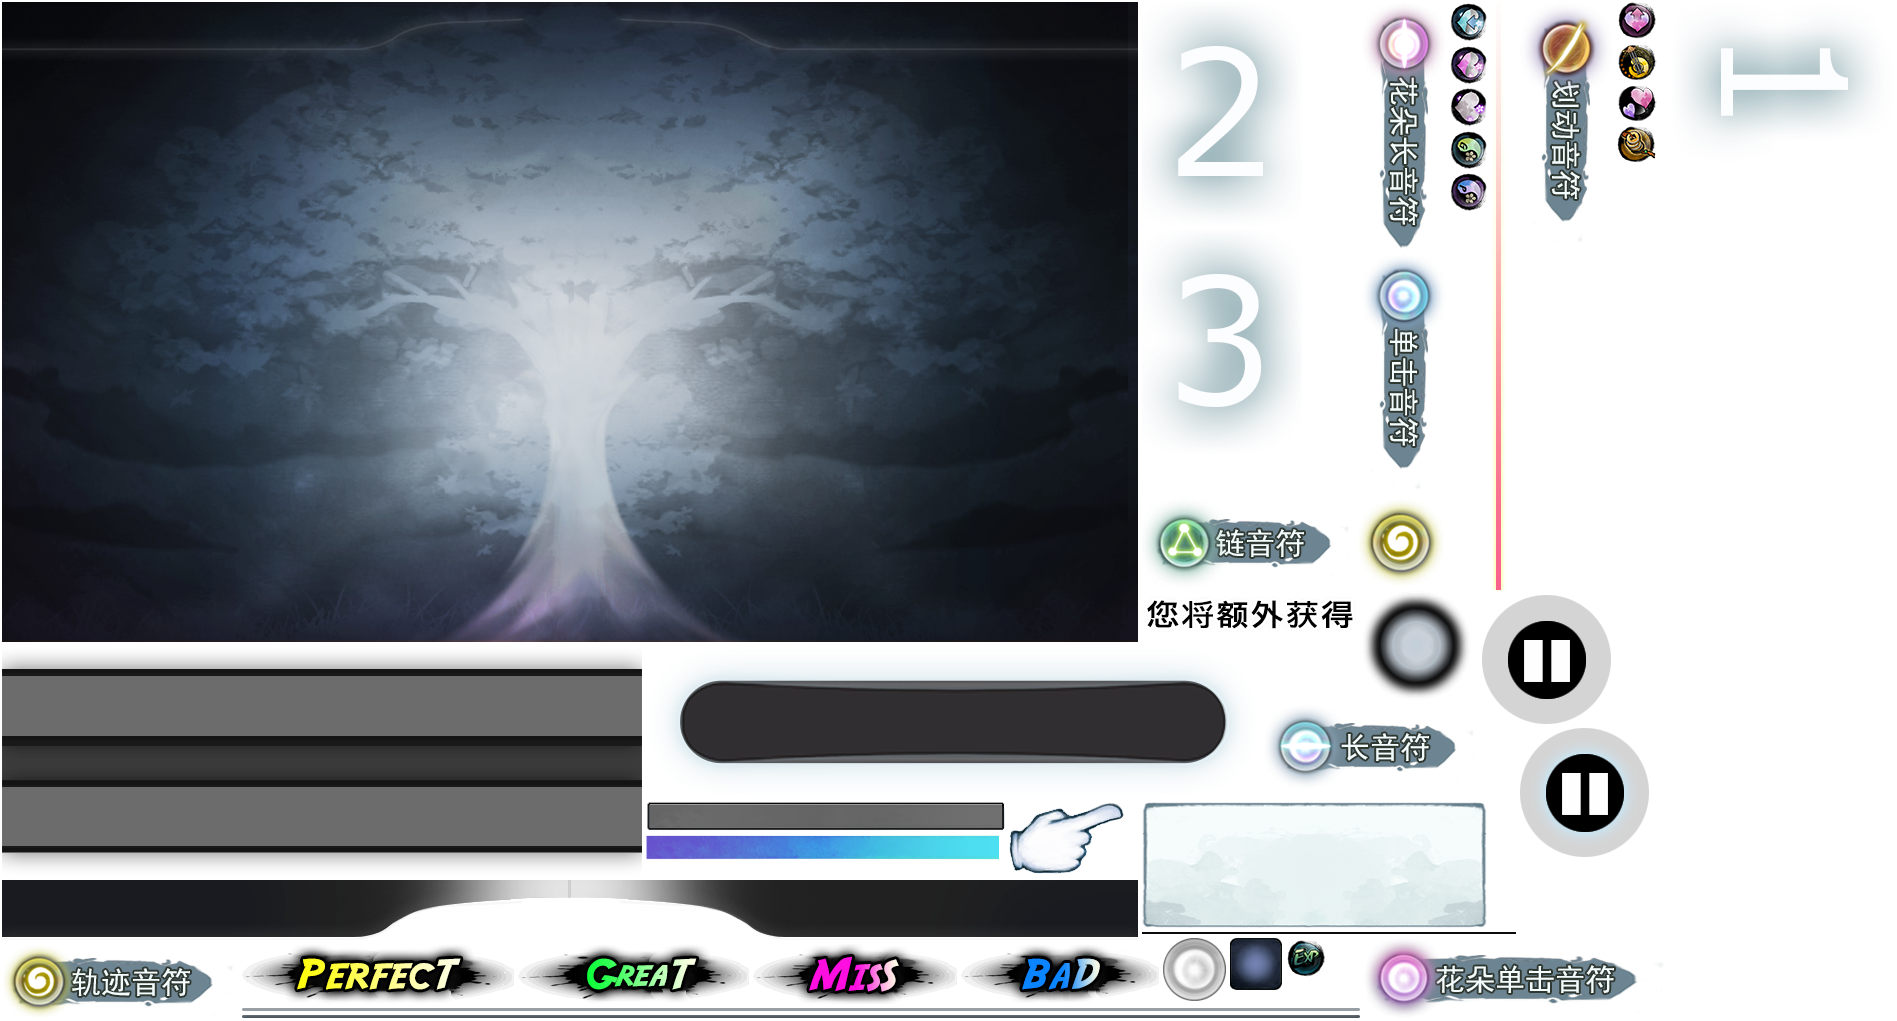 2
花朵长音符
划动音符
1
3
单击音符
链音符
您将额外获得
长音符
轨迹音符
PERFECT
GREAT
MISS
BAD
EXP
花朵单击音符